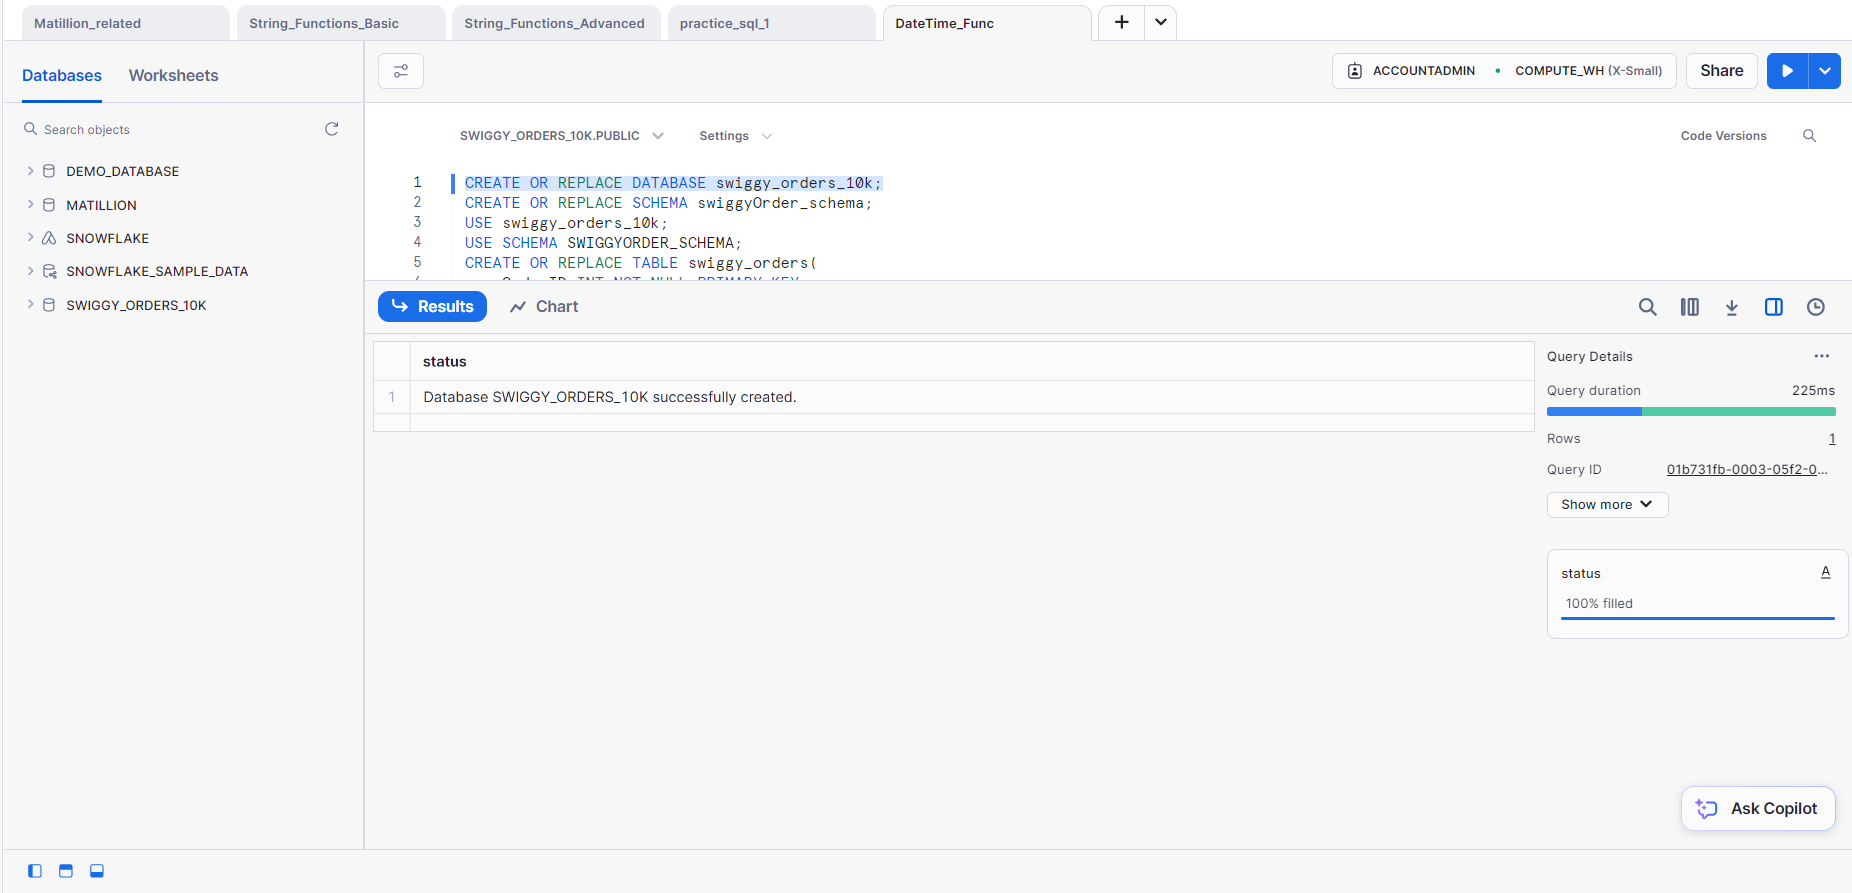 Matillion_related
String_Functions_Basic
String_Functions_Advanced
practice_sql_1
DateTime_Func
Databases
Worksheets
Search objects
DEMO_DATABASE
MATILLION
SNOWFLAKE
SNOWFLAKE_SAMPLE_DATA
SWIGGY_ORDERS_10K
ACCOUNTADMIN • COMPUTE_WH (X-Small)
Share
SWIGGY_ORDERS_10K.PUBLIC
Settings
Code Versions
1 CREATE OR REPLACE DATABASE swiggy_orders_10k;
2 CREATE OR REPLACE SCHEMA swiggyOrder_schema;
3 USE swiggy_orders_10k;
4 USE SCHEMA SWIGGYORDER_SCHEMA;
5 CREATE OR REPLACE TABLE swiggy_orders(
Results
Chart
status
1 Database SWIGGY_ORDERS_10K successfully created.
Query Details
Query duration 225ms
Rows 1
Query ID 01b731fb-0003-05f2-0...
Show more
status A
100% filled
Ask Copilot